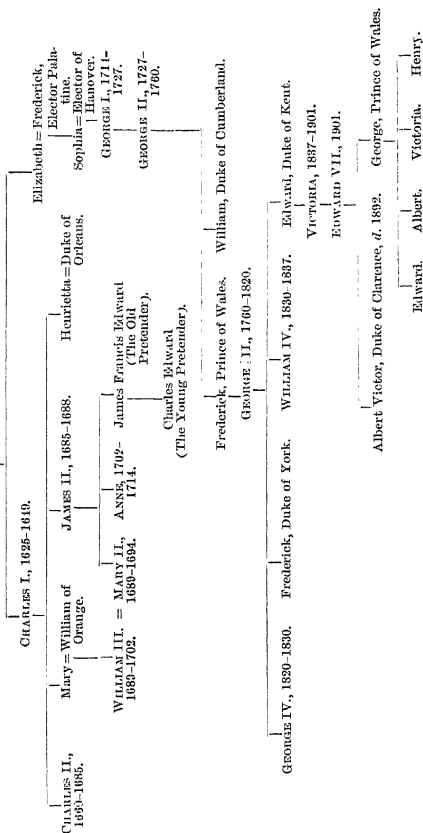 CHARLES I., 1625-1649.
Elizabeth = Frederick,
Elector Pala-
tine.
CHARLES II.,
1660-1685.
Mary = William of
Orange.
JAMES II., 1685-1688.
Henrietta = Duke of
Orleans.
Sophia = Elector of
Hanover.
WILLIAM III. = MARY II.,
1689-1702. 1689-1694.
ANNE, 1702-
1714.
James Francis Edward
(The Old
Pretender).
GEORGE I., 1714-
1727.
Charles Edward
(The Young Pretender).
GEORGE II., 1727-
1760.
Frederick, Prince of Wales.
William, Duke of Cumberland.
GEORGE III., 1760-1820.
GEORGE IV., 1820-1830.
Frederick, Duke of York.
WILLIAM IV., 1830-1837.
Edward, Duke of Kent.
VICTORIA, 1837-1901.
EDWARD VII., 1901.
Albert Victor, Duke of Clarence, d. 1892.
George, Prince of Wales.
Edward. Albert. Victoria. Henry.